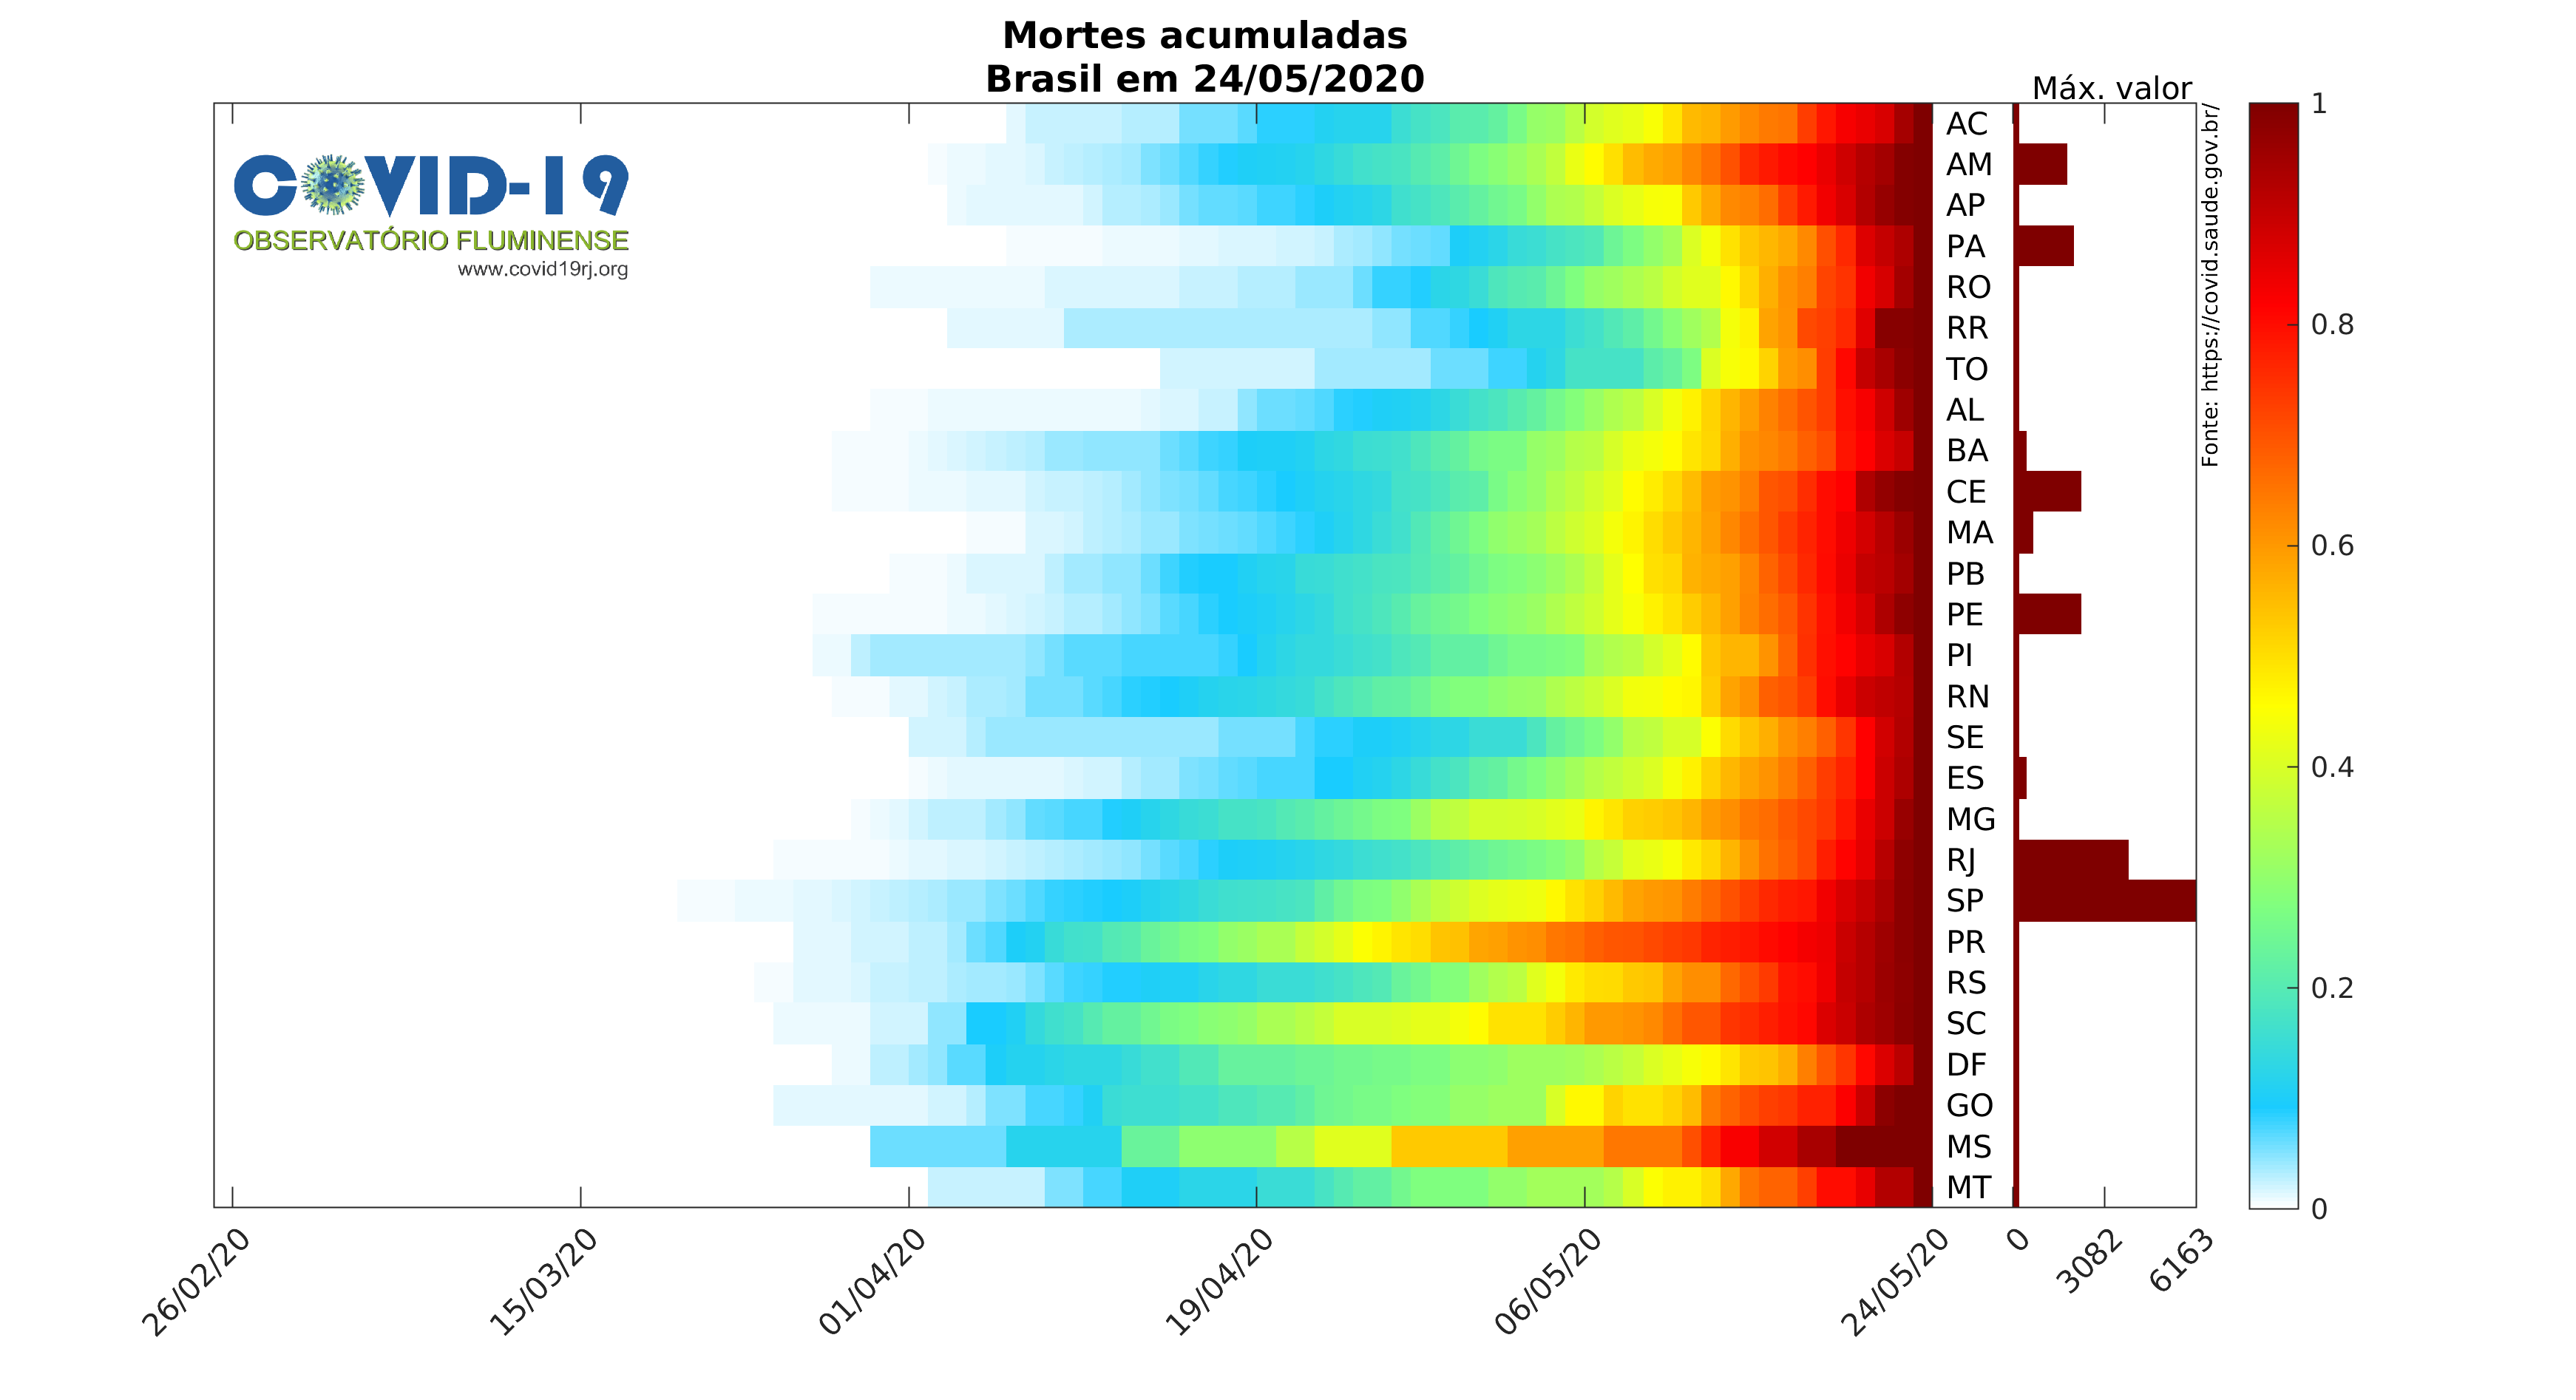 Mortes acumuladas
Brasil em 24/05/2020
Máx. valor
COVID-19
OBSERVATÓRIO FLUMINENSE
www.covid19rj.org
AC
AM
AP
PA
RO
RR
TO
AL
BA
CE
MA
PB
PE
PI
RN
SE
ES
MG
RJ
SP
PR
RS
SC
DF
GO
MS
MT
Fonte: https://covid.saude.gov.br/
1
0.8
0.6
0.4
0.2
0
26/02/20
15/03/20
01/04/20
19/04/20
06/05/20
24/05/20
0
3082
6163